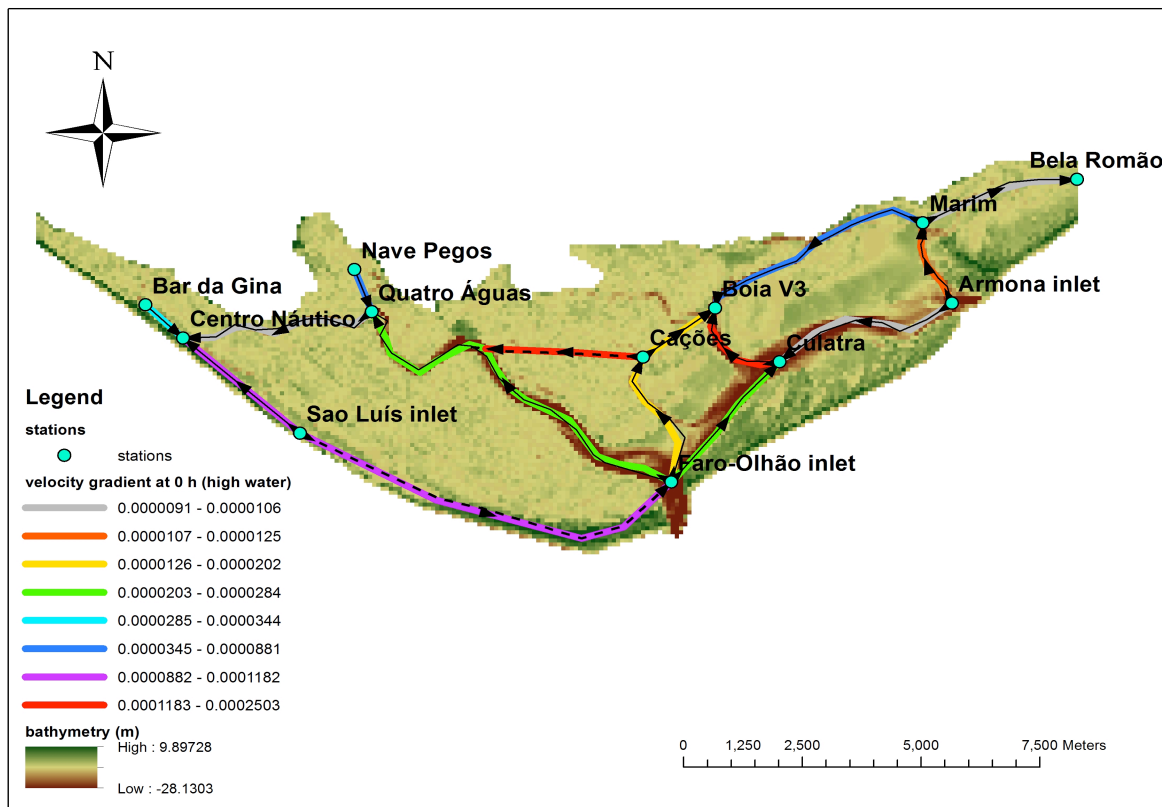 N
Bela Romão
Marim
Nave Pegos
Bar da Gina
Quatro Águas
Boia V3
Armona inlet
Centro Náutico
Cações
Culatra
Sao Luís inlet
Faro-Olhão inlet
Legend
stations
stations
velocity gradient at 0 h (high water)
0.0000091 - 0.0000106
0.0000107 - 0.0000125
0.0000126 - 0.0000202
0.0000203 - 0.0000284
0.0000285 - 0.0000344
0.0000345 - 0.0000881
0.0000882 - 0.0001182
0.0001183 - 0.0002503
bathymetry (m)
High : 9.89728
Low : -28.1303
0 1,250 2,500 5,000 7,500 Meters